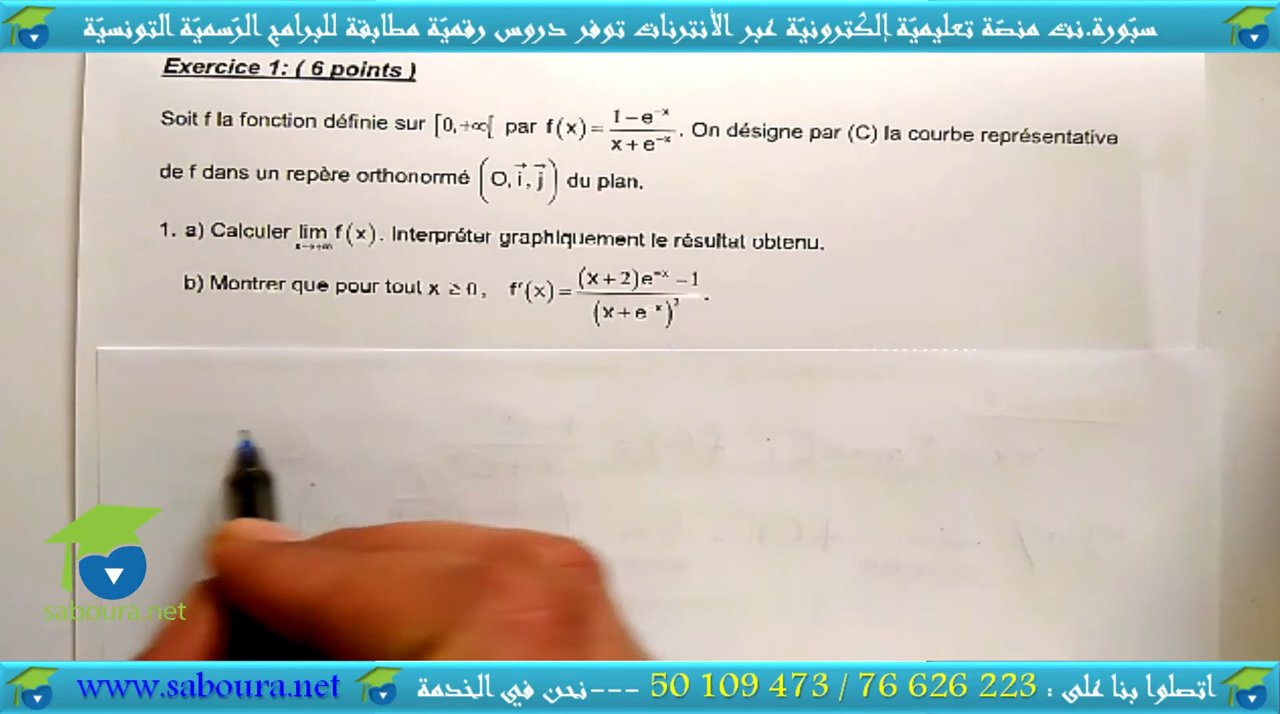 سبّورة.نت منصّة تعليميّة إلكترونيّة عبر الأنترنات توفر دروس رقميّة مطابقة للبرامج الرّسميّة التونسيّة
Exercice 1: ( 6 points )
Soit f la fonction définie sur [0,+∞[ par f(x) = (1 − e^{-x})/(x + e^{-x}) . On désigne par (C) la courbe représentative
de f dans un repère orthonormé (O, i⃗, j⃗) du plan.
1. a) Calculer lim_{x→+∞} f(x). Interpréter graphiquement le résultat obtenu.
b) Montrer que pour tout x ≥ 0, f'(x) = ((x+2)e^{-x} − 1)/(x + e^{-x})^2 .
saboura.net
www.saboura.net اتصلوا بنا على : 50 109 473 / 76 626 223 ---نحن في الخدمة